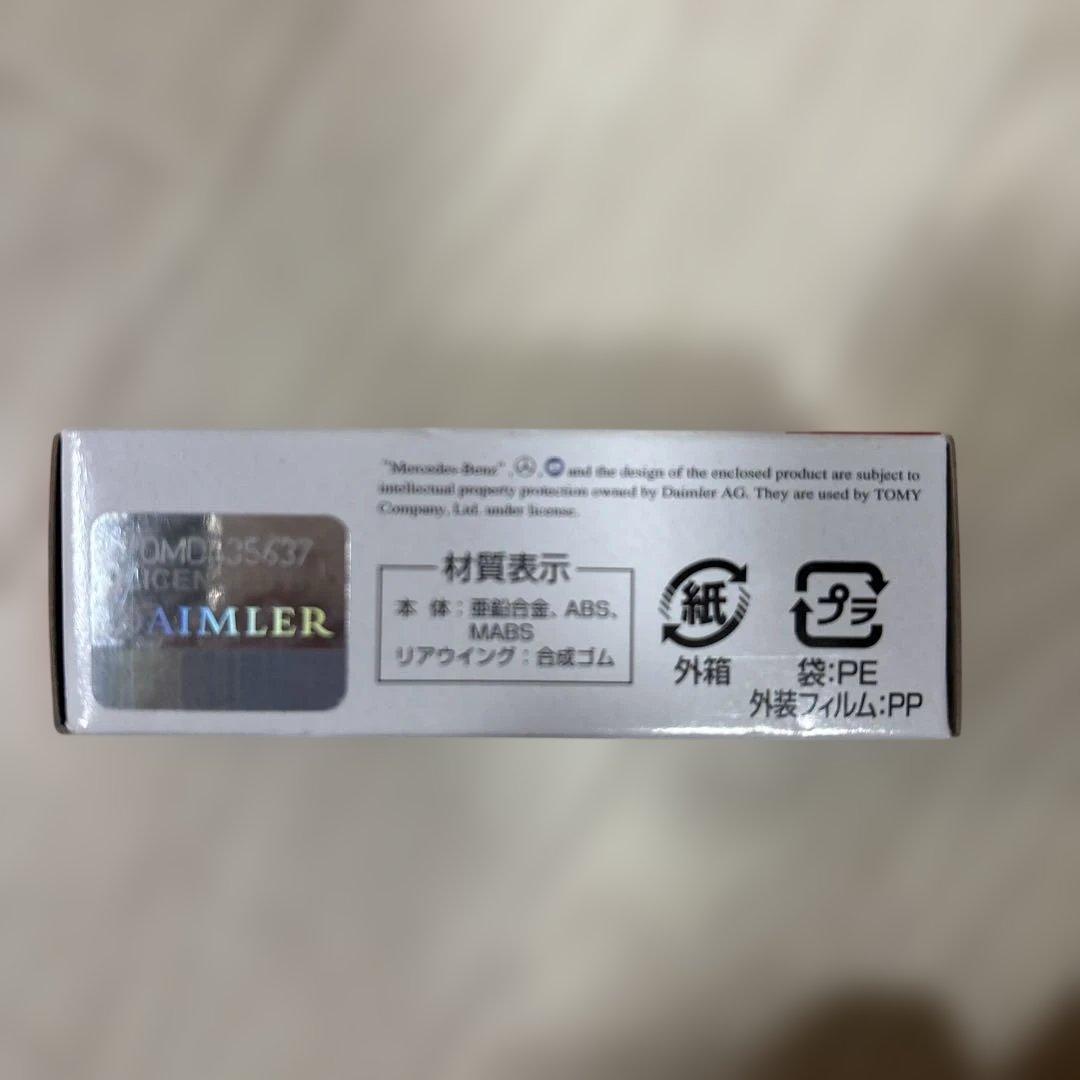 "Mercedes-Benz", and the design of the enclosed product are subject to
intellectual property protection owned by Daimler AG. They are used by TOMY
Company, Ltd. under license.
35637
DAIMLER
材質表示
本 体:亜鉛合金、ABS、
MABS
リアウイング:合成ゴム
紙
外箱
プラ
袋:PE
外装フィルム:PP